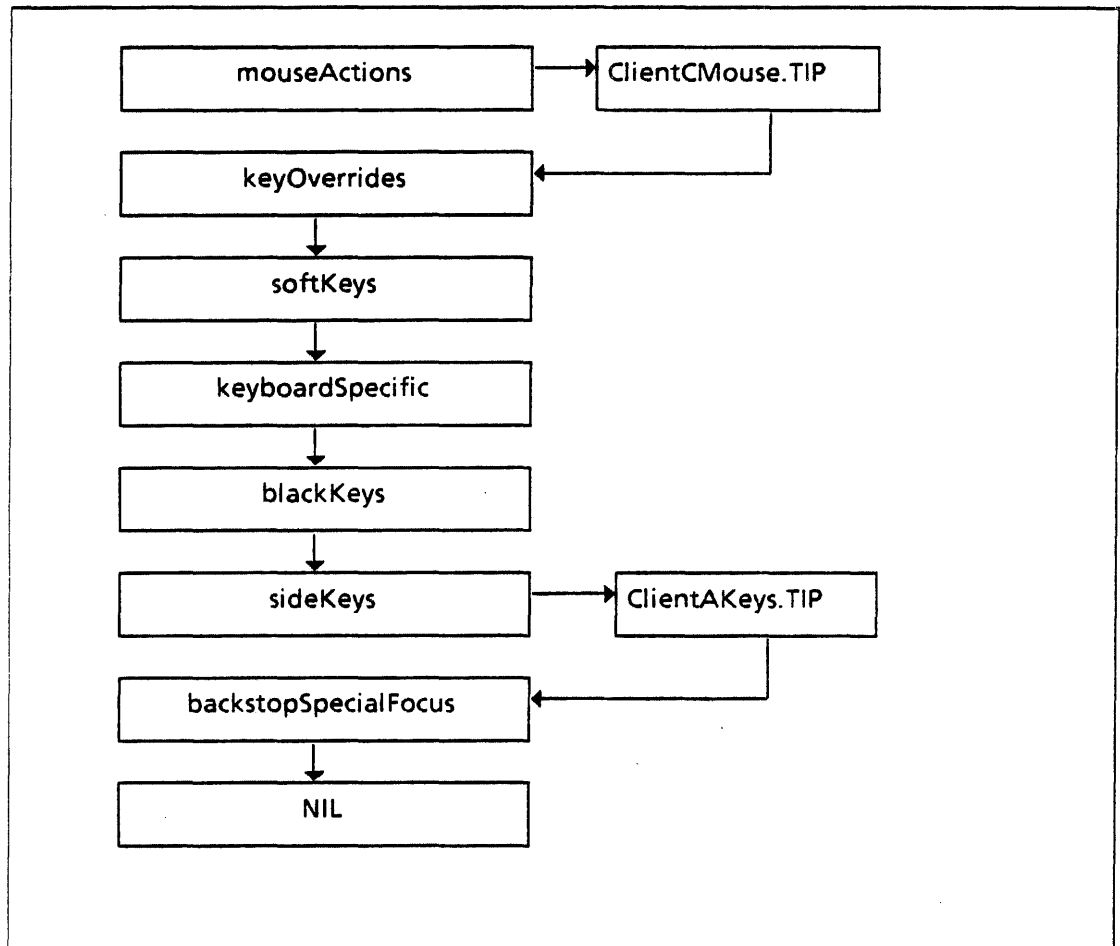 mouseActions
ClientCMouse.TIP
keyOverrides
softKeys
keyboardSpecific
blackKeys
sideKeys
ClientAKeys.TIP
backstopSpecialFocus
NIL